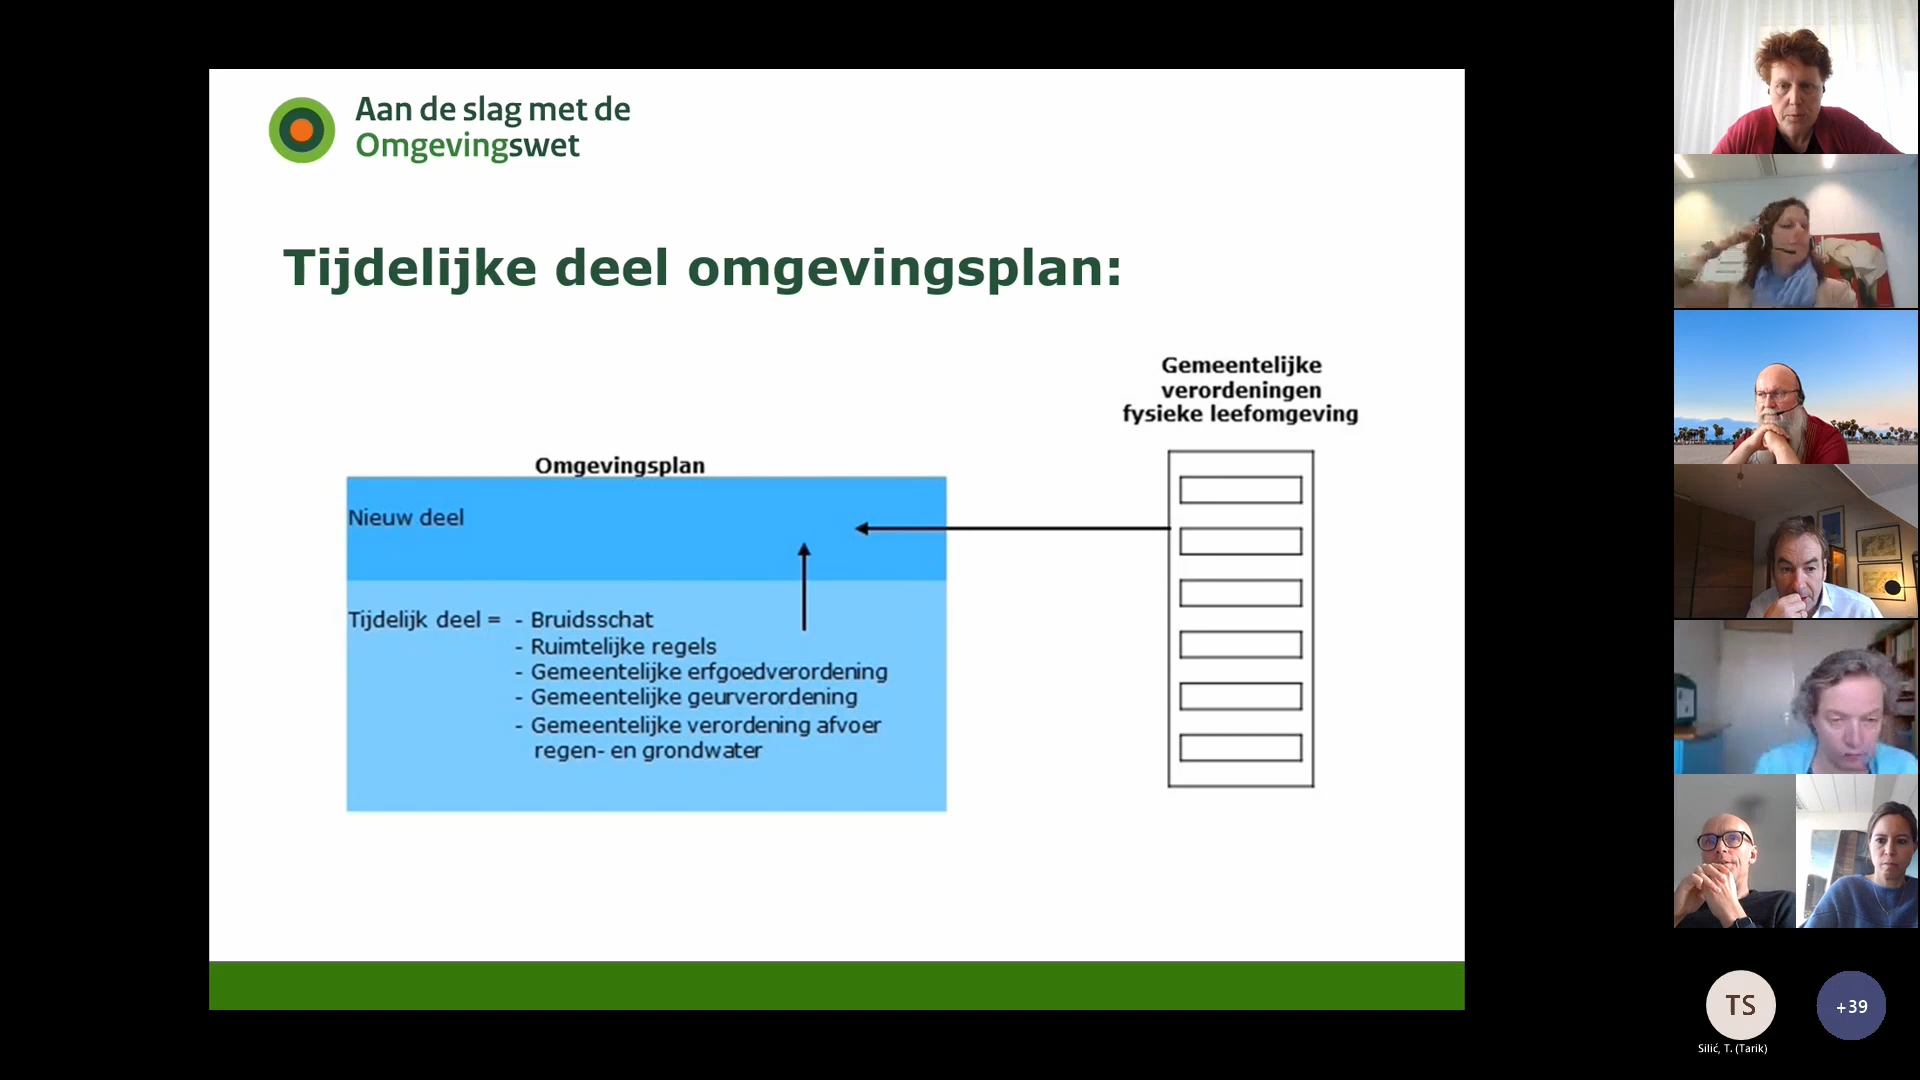 Aan de slag met de
Omgevingswet
Tijdelijke deel omgevingsplan:
Gemeentelijke
verordeningen
fysieke leefomgeving
Omgevingsplan
Nieuw deel
Tijdelijk deel = - Bruidsschat
- Ruimtelijke regels
- Gemeentelijke erfgoedverordening
- Gemeentelijke geurverordening
- Gemeentelijke verordening afvoer
regen- en grondwater
TS
+39
Silić, T. (Tarik)